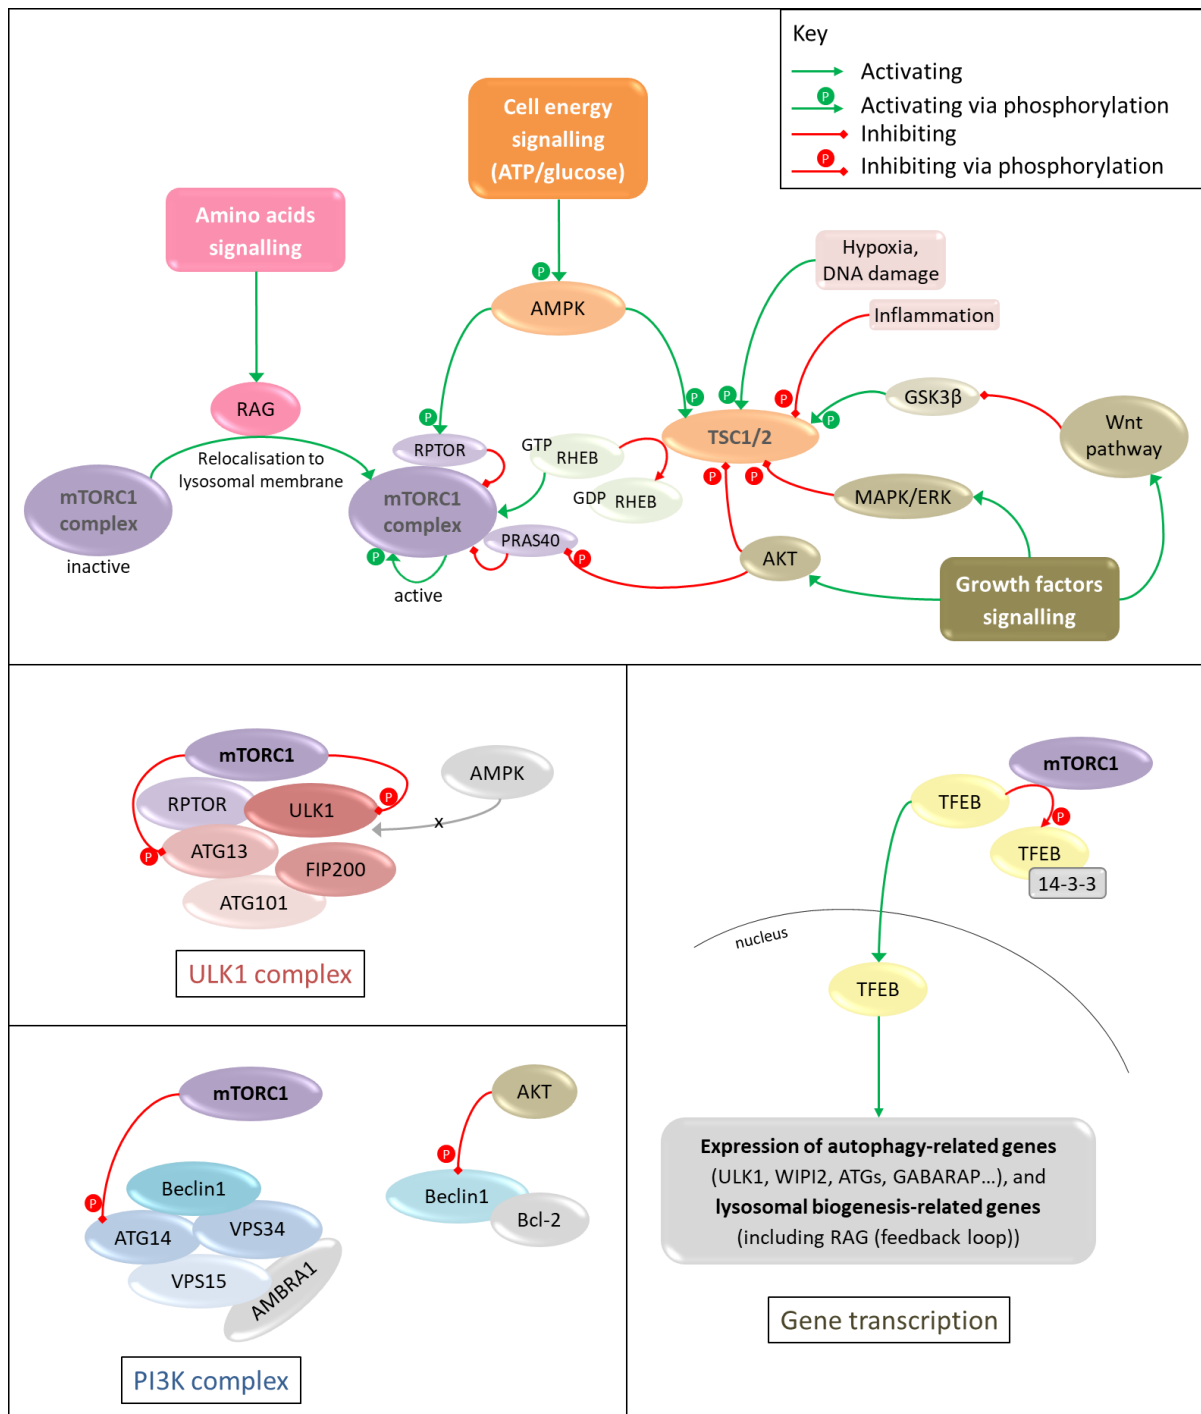 Key
Activating
P
Activating via phosphorylation
Inhibiting
P
Inhibiting via phosphorylation
Cell energy
signalling
(ATP/glucose)
Amino acids
signalling
Hypoxia,
DNA damage
P
AMPK
Inflammation
RAG
P
P
P
P
GSK3β
P
Wnt
pathway
RPTOR
GTP
RHEB
TSC1/2
Relocalisation to
lysosomal membrane
P
P
mTORC1
complex
inactive
mTORC1
complex
GDP
RHEB
MAPK/ERK
PRAS40
P
P
AKT
active
Growth factors
signalling
mTORC1
AMPK
RPTOR
ULK1
P
x
P
ATG13
FIP200
ATG101
ULK1 complex
mTORC1
TFEB
P
TFEB
14-3-3
nucleus
TFEB
Expression of autophagy-related genes
(ULK1, WIPI2, ATGs, GABARAP...), and
lysosomal biogenesis-related genes
(including RAG (feedback loop))
Gene transcription
mTORC1
AKT
P
P
Beclin1
Beclin1
ATG14
VPS34
Bcl-2
VPS15
AMBRA1
PI3K complex